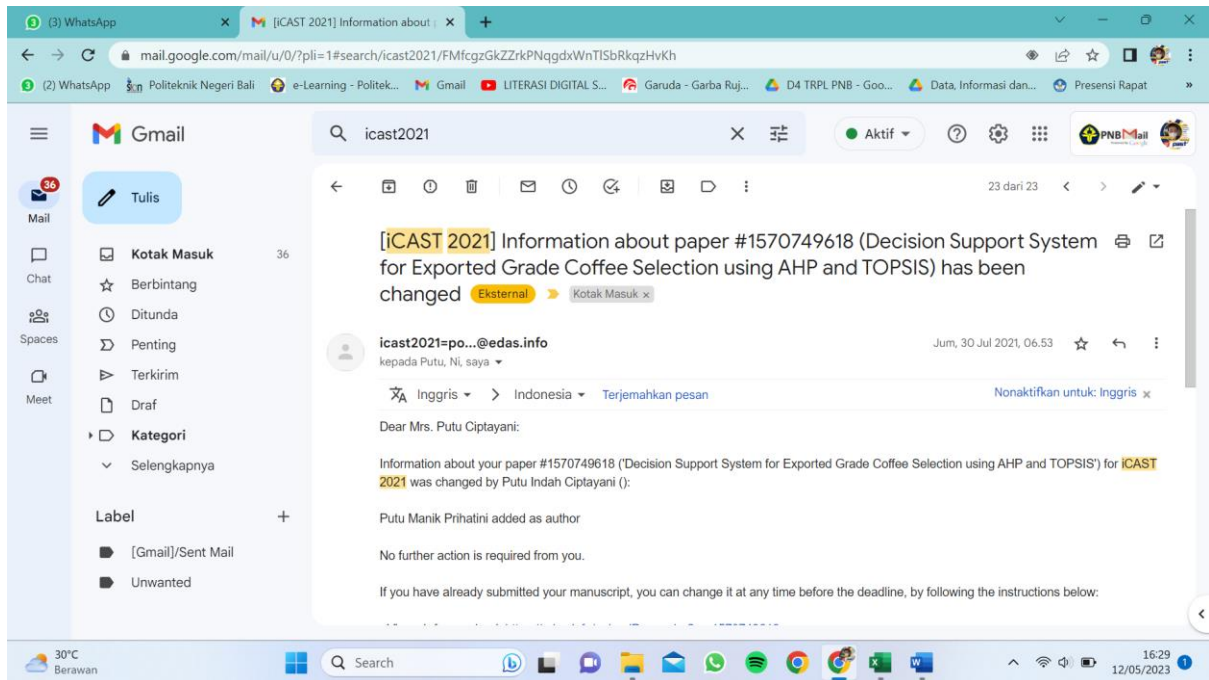 (3) WhatsApp
[iCAST 2021] Information about
mail.google.com/mail/u/0/?pli=1#search/icast2021/FMfcgzGkZZrkPNqgdxWnTlSbRkqzHvKh
(2) WhatsApp Politeknik Negeri Bali e-Learning - Politek... Gmail LITERASI DIGITAL S... Garuda - Garba Ruj... D4 TRPL PNB - Goo... Data, Informasi dan... Presensi Rapat »
Gmail
icast2021
Aktif
PNBMail
36
Mail
Chat
Spaces
Meet
Tulis
Kotak Masuk 36
Berbintang
Ditunda
Penting
Terkirim
Draf
Kategori
Selengkapnya
Label +
[Gmail]/Sent Mail
Unwanted
23 dari 23
[iCAST 2021] Information about paper #1570749618 (Decision Support System
for Exported Grade Coffee Selection using AHP and TOPSIS) has been
changed Eksternal Kotak Masuk x
icast2021=po...@edas.info Jum, 30 Jul 2021, 06.53
kepada Putu, Ni, saya
Inggris > Indonesia Terjemahkan pesan Nonaktifkan untuk: Inggris x
Dear Mrs. Putu Ciptayani:
Information about your paper #1570749618 ('Decision Support System for Exported Grade Coffee Selection using AHP and TOPSIS') for iCAST
2021 was changed by Putu Indah Ciptayani ():
Putu Manik Prihatini added as author
No further action is required from you.
If you have already submitted your manuscript, you can change it at any time before the deadline, by following the instructions below:
30°C
Berawan
Search
16:29
12/05/2023
1